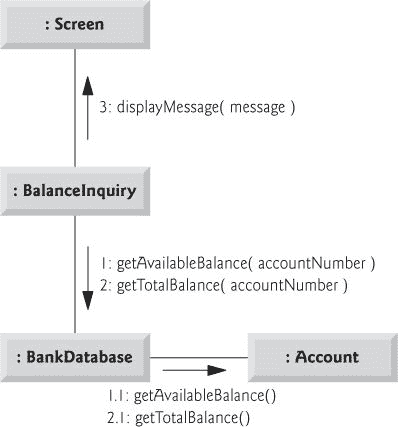 : Screen
3: displayMessage( message )
: BalanceInquiry
1: getAvailableBalance( accountNumber )
2: getTotalBalance( accountNumber )
: BankDatabase
: Account
1.1: getAvailableBalance()
2.1: getTotalBalance()